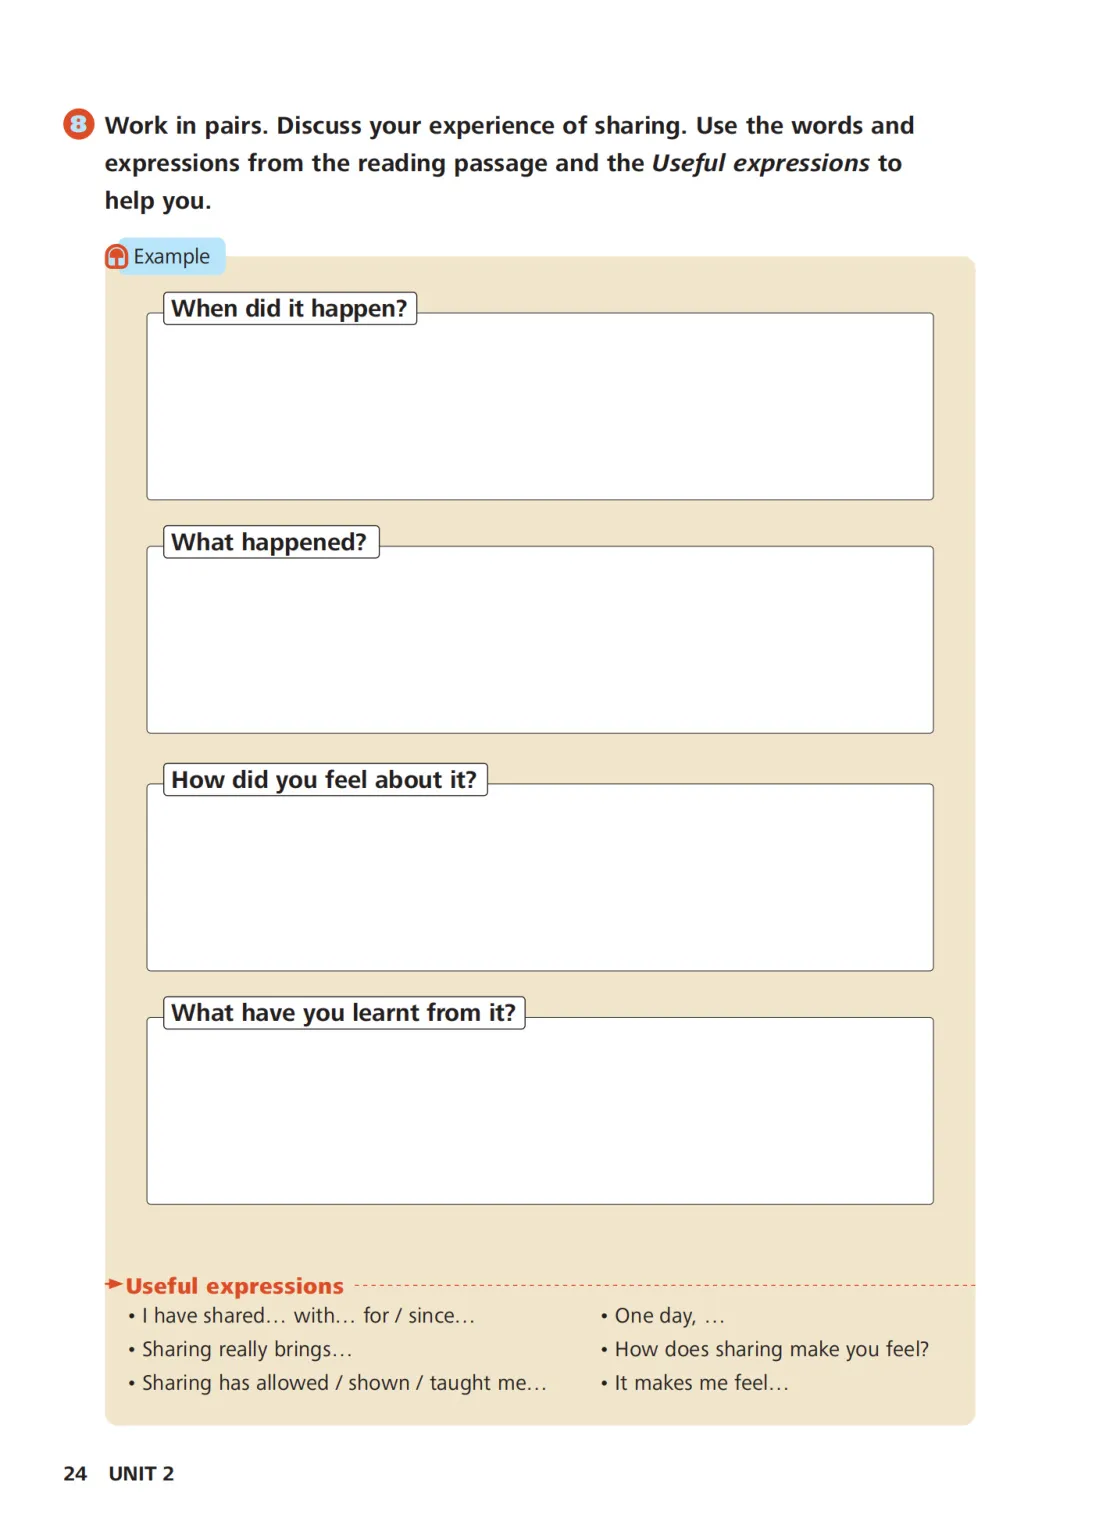 8 Work in pairs. Discuss your experience of sharing. Use the words and
expressions from the reading passage and the Useful expressions to
help you.
Example
When did it happen?
What happened?
How did you feel about it?
What have you learnt from it?
Useful expressions
• I have shared… with… for / since…
• Sharing really brings…
• Sharing has allowed / shown / taught me…
• One day, …
• How does sharing make you feel?
• It makes me feel…
24 UNIT 2